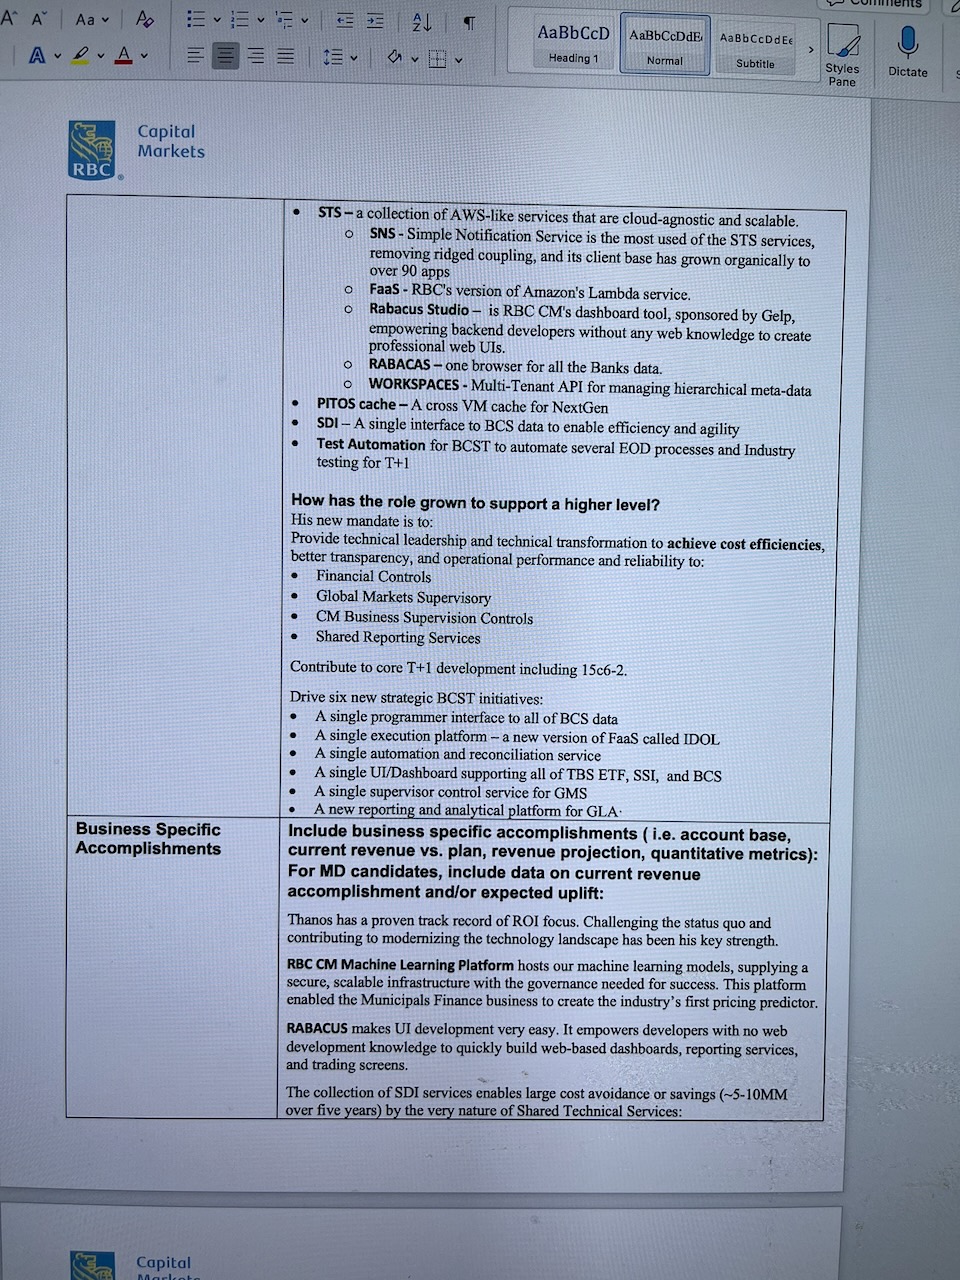 Comments
Aa
AaBbCcD
AaBbCcDdE
AaBbCcDdEe
Heading 1
Normal
Subtitle
Styles
Pane
Dictate
Capital
Markets
RBC
• STS – a collection of AWS-like services that are cloud-agnostic and scalable.
o SNS - Simple Notification Service is the most used of the STS services,
removing ridged coupling, and its client base has grown organically to
over 90 apps
o FaaS - RBC's version of Amazon's Lambda service.
o Rabacus Studio – is RBC CM's dashboard tool, sponsored by Gelp,
empowering backend developers without any web knowledge to create
professional web UIs.
o RABACAS – one browser for all the Banks data.
o WORKSPACES - Multi-Tenant API for managing hierarchical meta-data
• PITOS cache – A cross VM cache for NextGen
• SDI – A single interface to BCS data to enable efficiency and agility
• Test Automation for BCST to automate several EOD processes and Industry
testing for T+1
How has the role grown to support a higher level?
His new mandate is to:
Provide technical leadership and technical transformation to achieve cost efficiencies,
better transparency, and operational performance and reliability to:
• Financial Controls
• Global Markets Supervisory
• CM Business Supervision Controls
• Shared Reporting Services
Contribute to core T+1 development including 15c6-2.
Drive six new strategic BCST initiatives:
• A single programmer interface to all of BCS data
• A single execution platform – a new version of FaaS called IDOL
• A single automation and reconciliation service
• A single UI/Dashboard supporting all of TBS ETF, SSI, and BCS
• A single supervisor control service for GMS
• A new reporting and analytical platform for GLA
Business Specific
Accomplishments
Include business specific accomplishments ( i.e. account base,
current revenue vs. plan, revenue projection, quantitative metrics):
For MD candidates, include data on current revenue
accomplishment and/or expected uplift:
Thanos has a proven track record of ROI focus. Challenging the status quo and
contributing to modernizing the technology landscape has been his key strength.
RBC CM Machine Learning Platform hosts our machine learning models, supplying a
secure, scalable infrastructure with the governance needed for success. This platform
enabled the Municipals Finance business to create the industry's first pricing predictor.
RABACUS makes UI development very easy. It empowers developers with no web
development knowledge to quickly build web-based dashboards, reporting services,
and trading screens.
The collection of SDI services enables large cost avoidance or savings (~5-10MM
over five years) by the very nature of Shared Technical Services:
Capital
Markets